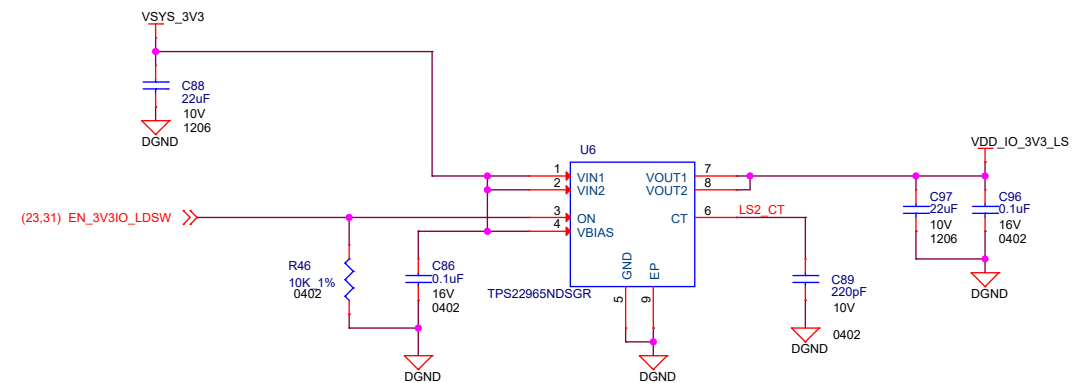 VSYS_3V3
C88
22uF
10V
1206
DGND
U6
VDD_IO_3V3_LS
1 VIN1 VOUT1 7
2 VIN2 VOUT2 8
(23,31) EN_3V3IO_LDSW
3 ON CT 6 LS2_CT
4 VBIAS
GND EP
5 9
TPS22965NDSGR
C97
22uF
10V
1206
C96
0.1uF
16V
0402
DGND
R46
10K_1%
0402
C86
0.1uF
16V
0402
C89
220pF
10V
0402
DGND
DGND
DGND